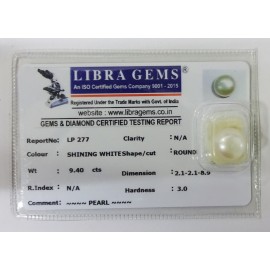 LIBRA GEMS
An ISO Certified Gems Company 9001 - 2015
Registered Under the Trade Marks with Govt. of India
website : www.libragems.co.in
GEMS & DIAMOND CERTIFIED TESTING REPORT
ReportNo: LP 277 Clarity : N/A
Colour : SHINING WHITE Shape/cut : ROUND
Wt : 9.40 cts Dimension : 2.1-2.1-8.9
R.Index : N/A Hardness : 3.0
Comment : ---- PEARL ----